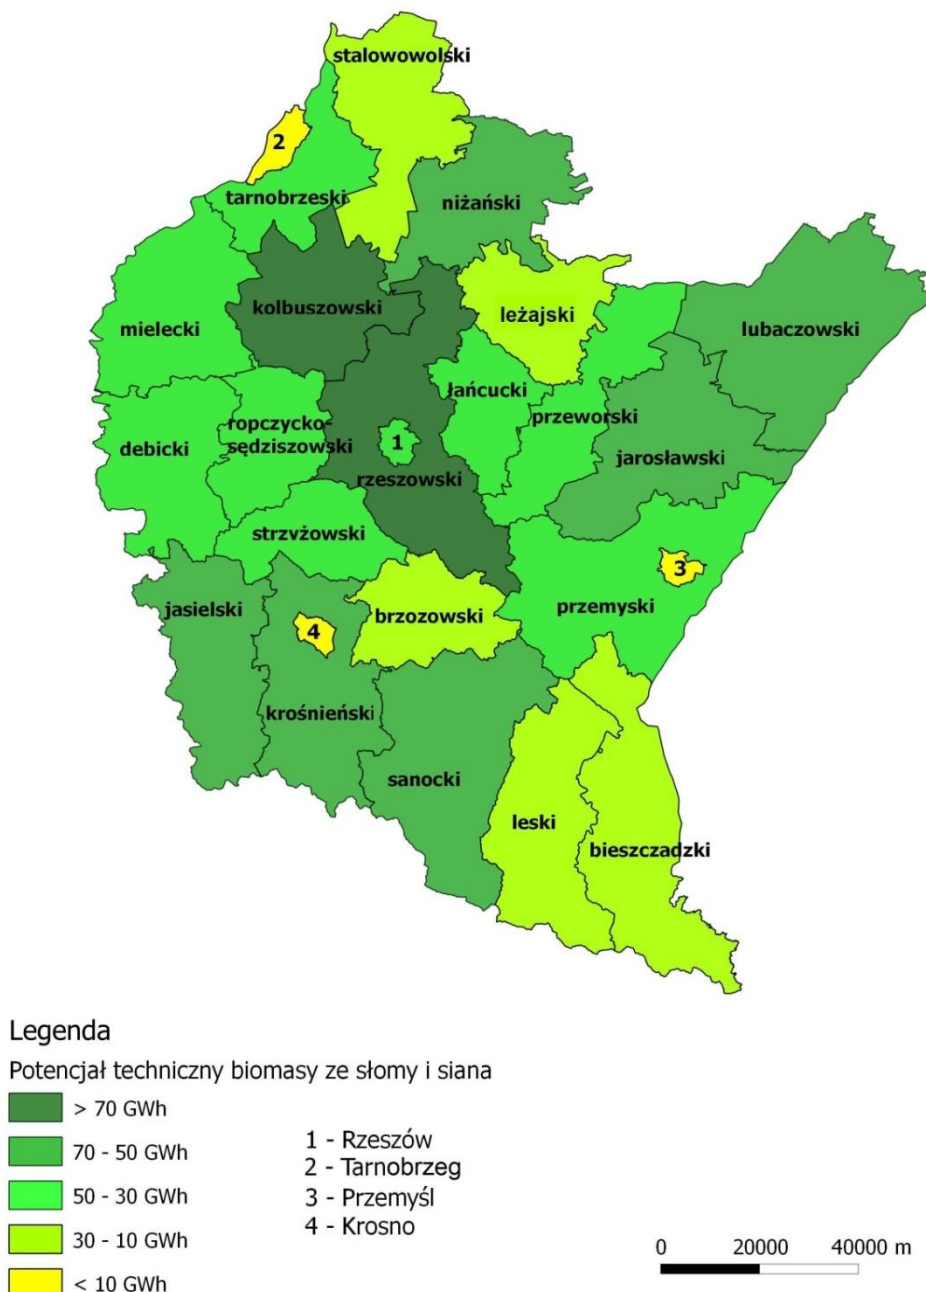 stalowowolski
2
tarnobrzeski
niżański
kolbuszowski
leżajski
mielecki
lubaczowski
łańcucki
ropczycko-
sędziszowski
przeworski
debicki
1
jarosławski
rzeszowski
strzyżowski
3
jasielski
przemyski
brzozowski
4
krośnieński
sanocki
leski
bieszczadzki
Legenda
Potencjał techniczny biomasy ze słomy i siana
> 70 GWh
70 - 50 GWh
50 - 30 GWh
30 - 10 GWh
< 10 GWh
1 - Rzeszów
2 - Tarnobrzeg
3 - Przemyśl
4 - Krosno
0 20000 40000 m